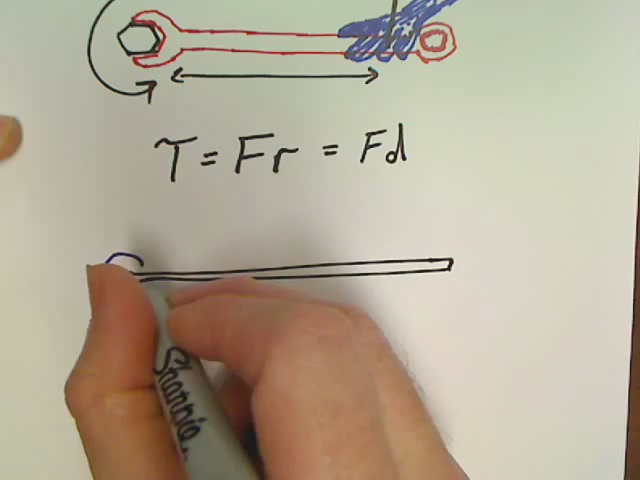 τ = Fr = Fd
Sharpie